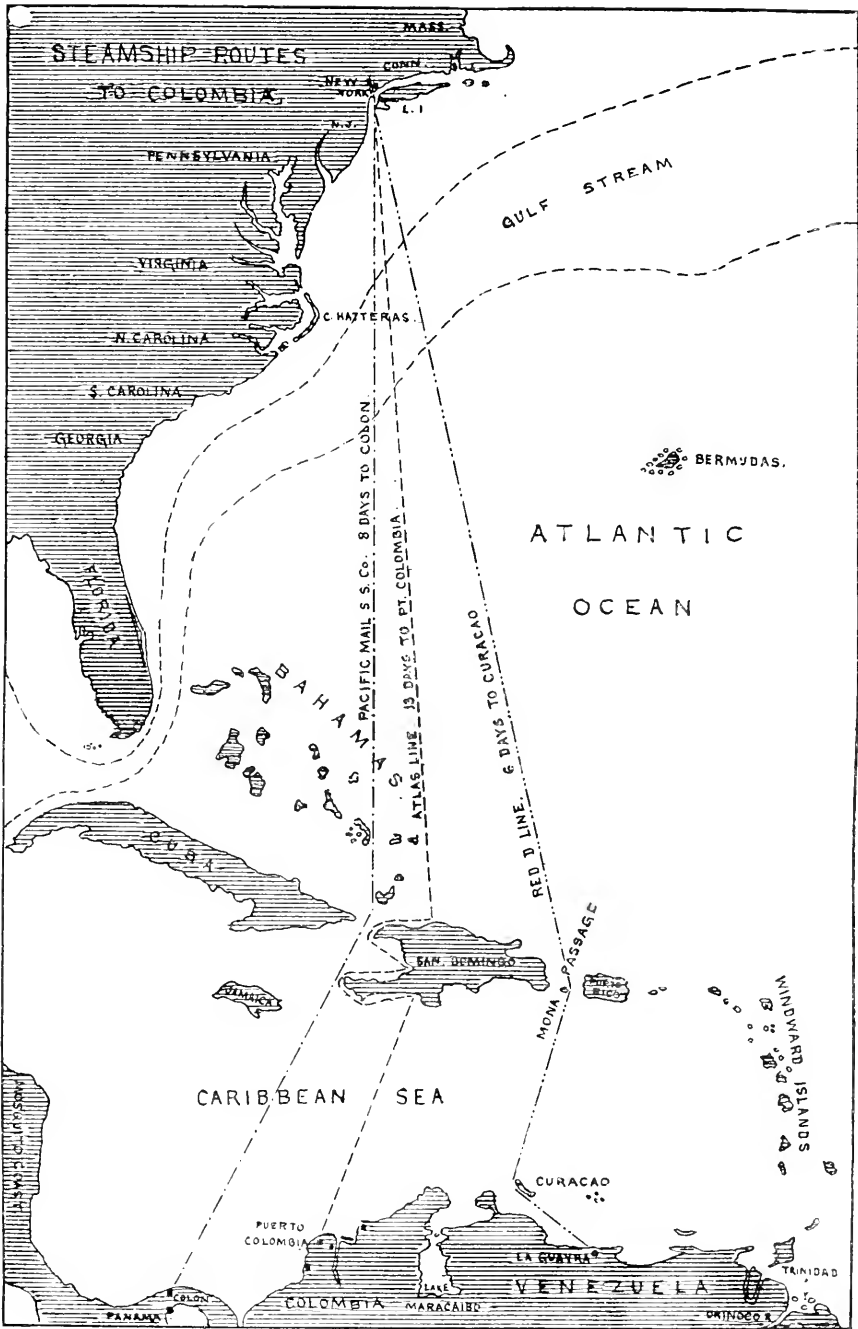 STEAMSHIP ROUTES
TO COLOMBIA.
MASS.
CONN.
NEW YORK
L. I
N. J.
PENNSYLVANIA
GULF STREAM
VIRGINIA
C. HATTERAS.
N. CAROLINA
S. CAROLINA
GEORGIA
BERMUDAS.
ATLANTIC
OCEAN
FLORIDA
PACIFIC MAIL S S. Co. 8 DAYS TO COLON
& ATLAS LINE. 13 DAYS TO PT. COLOMBIA.
RED D LINE. 6 DAYS TO CURACAO
BAHAMAS
ISDS.
CUBA
SAN. DOMINGO
JAMAICA
MONA PASSAGE
PUERTO
RICO
WINDWARD ISLANDS
CARIBBEAN SEA
MOSQUITO COAST
CURACAO
PUERTO
COLOMBIA
LA GUAYRA
VENEZUELA
TRINIDAD
COLON
PANAMA
COLOMBIA
LAKE
MARACAIBO
ORINOCO R.